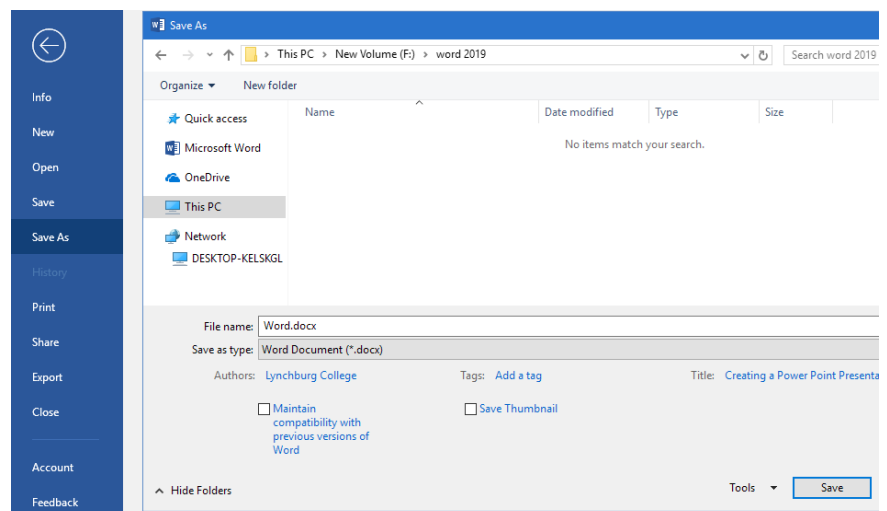 Save As
This PC > New Volume (F:) > word 2019
Search word 2019
Organize
New folder
Info
New
Open
Save
Save As
History
Print
Share
Export
Close
Account
Feedback
Quick access
Microsoft Word
OneDrive
This PC
Network
DESKTOP-KELSKGL
Name
Date modified
Type
Size
No items match your search.
File name: Word.docx
Save as type: Word Document (*.docx)
Authors: Lynchburg College
Tags: Add a tag
Title: Creating a Power Point Presenta
Maintain
compatibility with
previous versions of
Word
Save Thumbnail
Hide Folders
Tools
Save